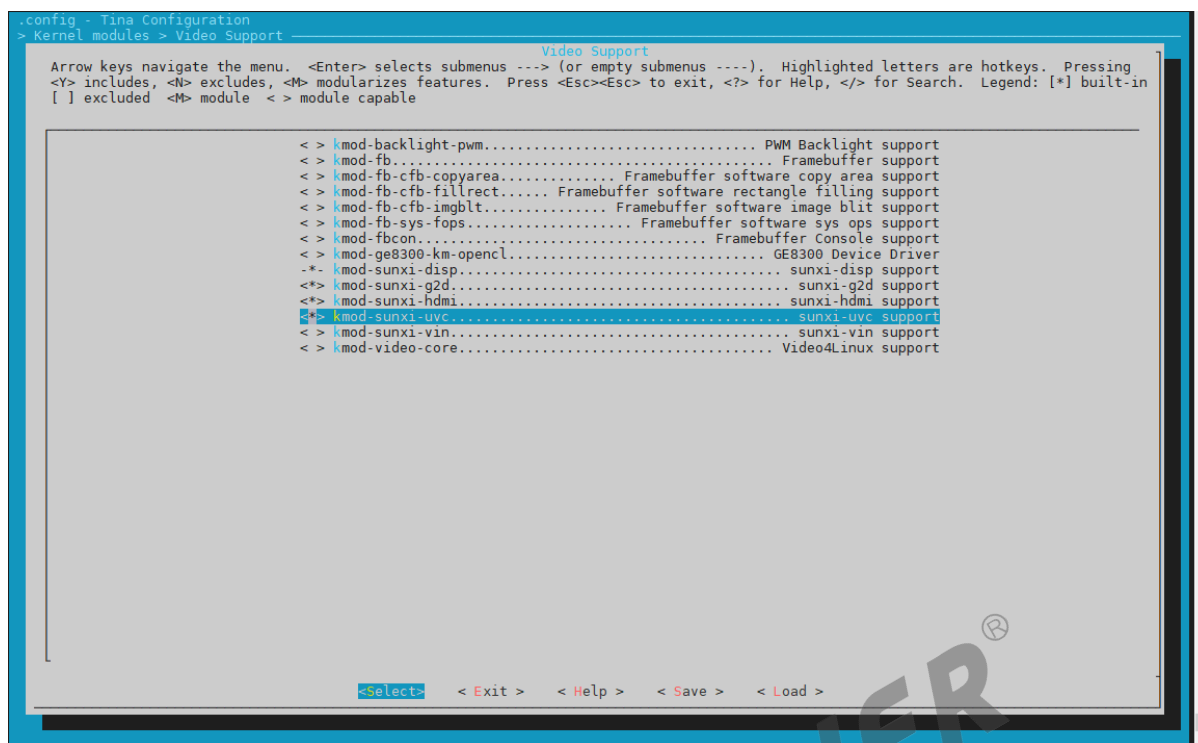 .config - Tina Configuration
> Kernel modules > Video Support
Video Support
Arrow keys navigate the menu.  <Enter> selects submenus ---> (or empty submenus ----).  Highlighted letters are hotkeys.  Pressing
<Y> includes, <N> excludes, <M> modularizes features.  Press <Esc><Esc> to exit, <?> for Help, </> for Search.  Legend: [*] built-in
[ ] excluded  <M> module  < > module capable
< > kmod-backlight-pwm................................. PWM Backlight support
< > kmod-fb.............................................. Framebuffer support
< > kmod-fb-cfb-copyarea.............. Framebuffer software copy area support
< > kmod-fb-cfb-fillrect...... Framebuffer software rectangle filling support
< > kmod-fb-cfb-imgblt............... Framebuffer software image blit support
< > kmod-fb-sys-fops.................... Framebuffer software sys ops support
< > kmod-fbcon................................... Framebuffer Console support
< > kmod-ge8300-km-opencl............................... GE8300 Device Driver
-*- kmod-sunxi-disp....................................... sunxi-disp support
<*> kmod-sunxi-g2d......................................... sunxi-g2d support
<*> kmod-sunxi-hdmi....................................... sunxi-hdmi support
<*> kmod-sunxi-uvc......................................... sunxi-uvc support
< > kmod-sunxi-vin......................................... sunxi-vin support
< > kmod-video-core...................................... Video4Linux support
<Select>    < Exit >    < Help >    < Save >    < Load >